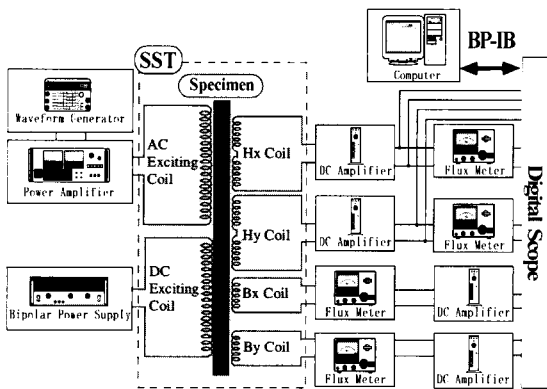 BP-IB
Computer
SST
Specimen
Waveform Generator
Power Amplifier
Bipolar Power Supply
AC
Exciting
Coil
DC
Exciting
Coil
Hx Coil
Hy Coil
Bx Coil
By Coil
DC Amplifier
Flux Meter
DC Amplifier
Flux Meter
Flux Meter
DC Amplifier
Flux Meter
DC Amplifier
Digital Scope